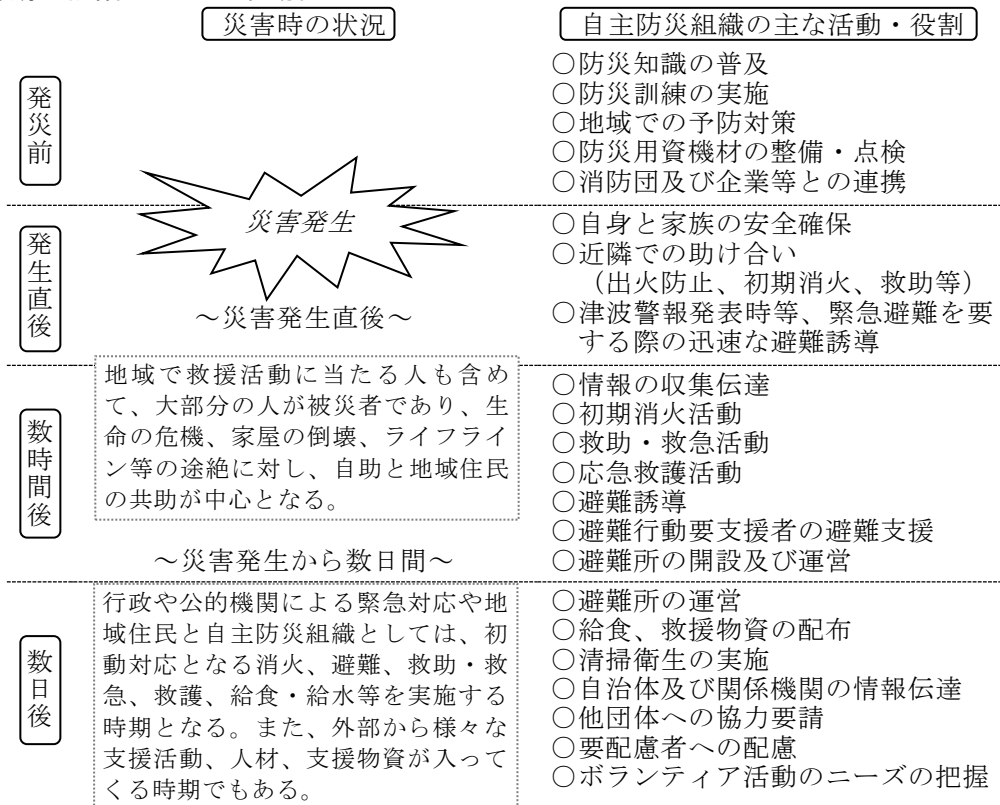 災害時の状況
自主防災組織の主な活動・役割
発災前
○防災知識の普及
○防災訓練の実施
○地域での予防対策
○防災用資機材の整備・点検
○消防団及び企業等との連携
災害発生
～災害発生直後～
発生直後
○自身と家族の安全確保
○近隣での助け合い
（出火防止、初期消火、救助等）
○津波警報発表時等、緊急避難を要
する際の迅速な避難誘導
数時間後
地域で救援活動に当たる人も含め
て、大部分の人が被災者であり、生
命の危機、家屋の倒壊、ライフライ
ン等の途絶に対し、自助と地域住民
の共助が中心となる。
～災害発生から数日間～
○情報の収集伝達
○初期消火活動
○救助・救急活動
○応急救護活動
○避難誘導
○避難行動要支援者の避難支援
○避難所の開設及び運営
数日後
行政や公的機関による緊急対応や地
域住民と自主防災組織としては、初
動対応となる消火、避難、救助・救
急、救護、給食・給水等を実施する
時期となる。また、外部から様々な
支援活動、人材、支援物資が入って
くる時期でもある。
○避難所の運営
○給食、救援物資の配布
○清掃衛生の実施
○自治体及び関係機関の情報伝達
○他団体への協力要請
○要配慮者への配慮
○ボランティア活動のニーズの把握